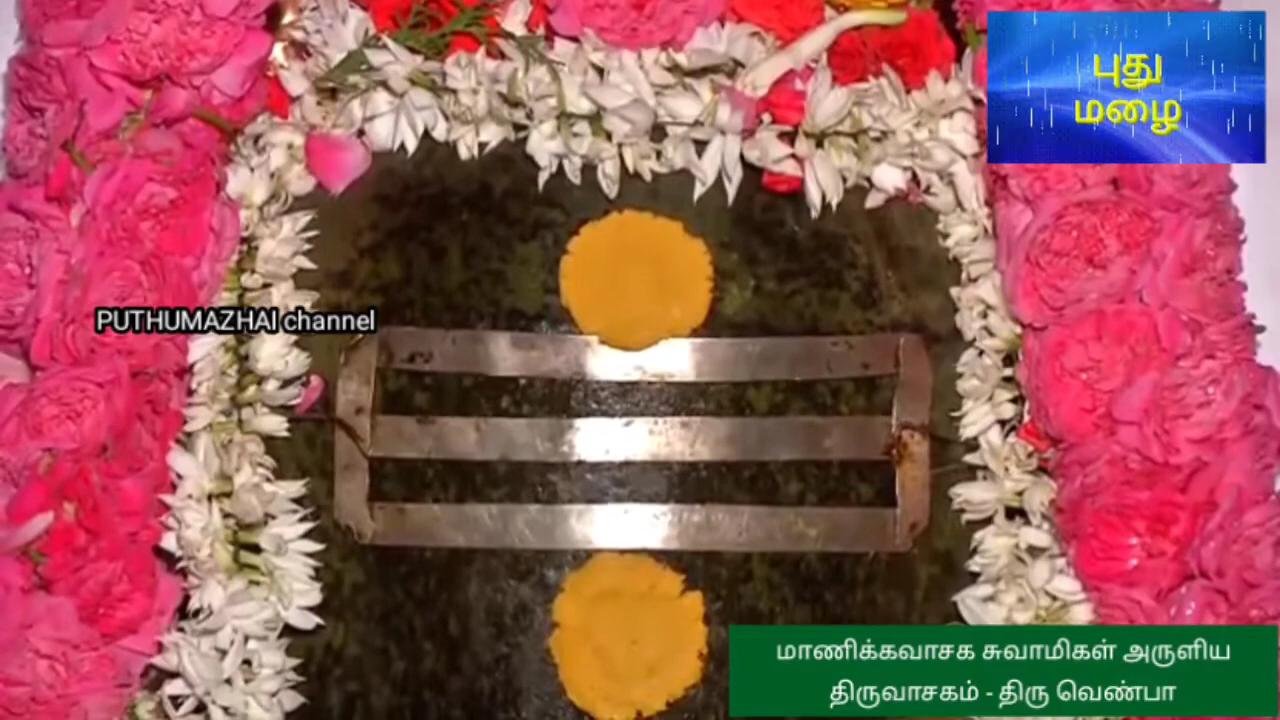 புது
மழை
PUTHUMAZHAI channel
மாணிக்கவாசக சுவாமிகள் அருளிய
திருவாசகம் - திரு வெண்பா